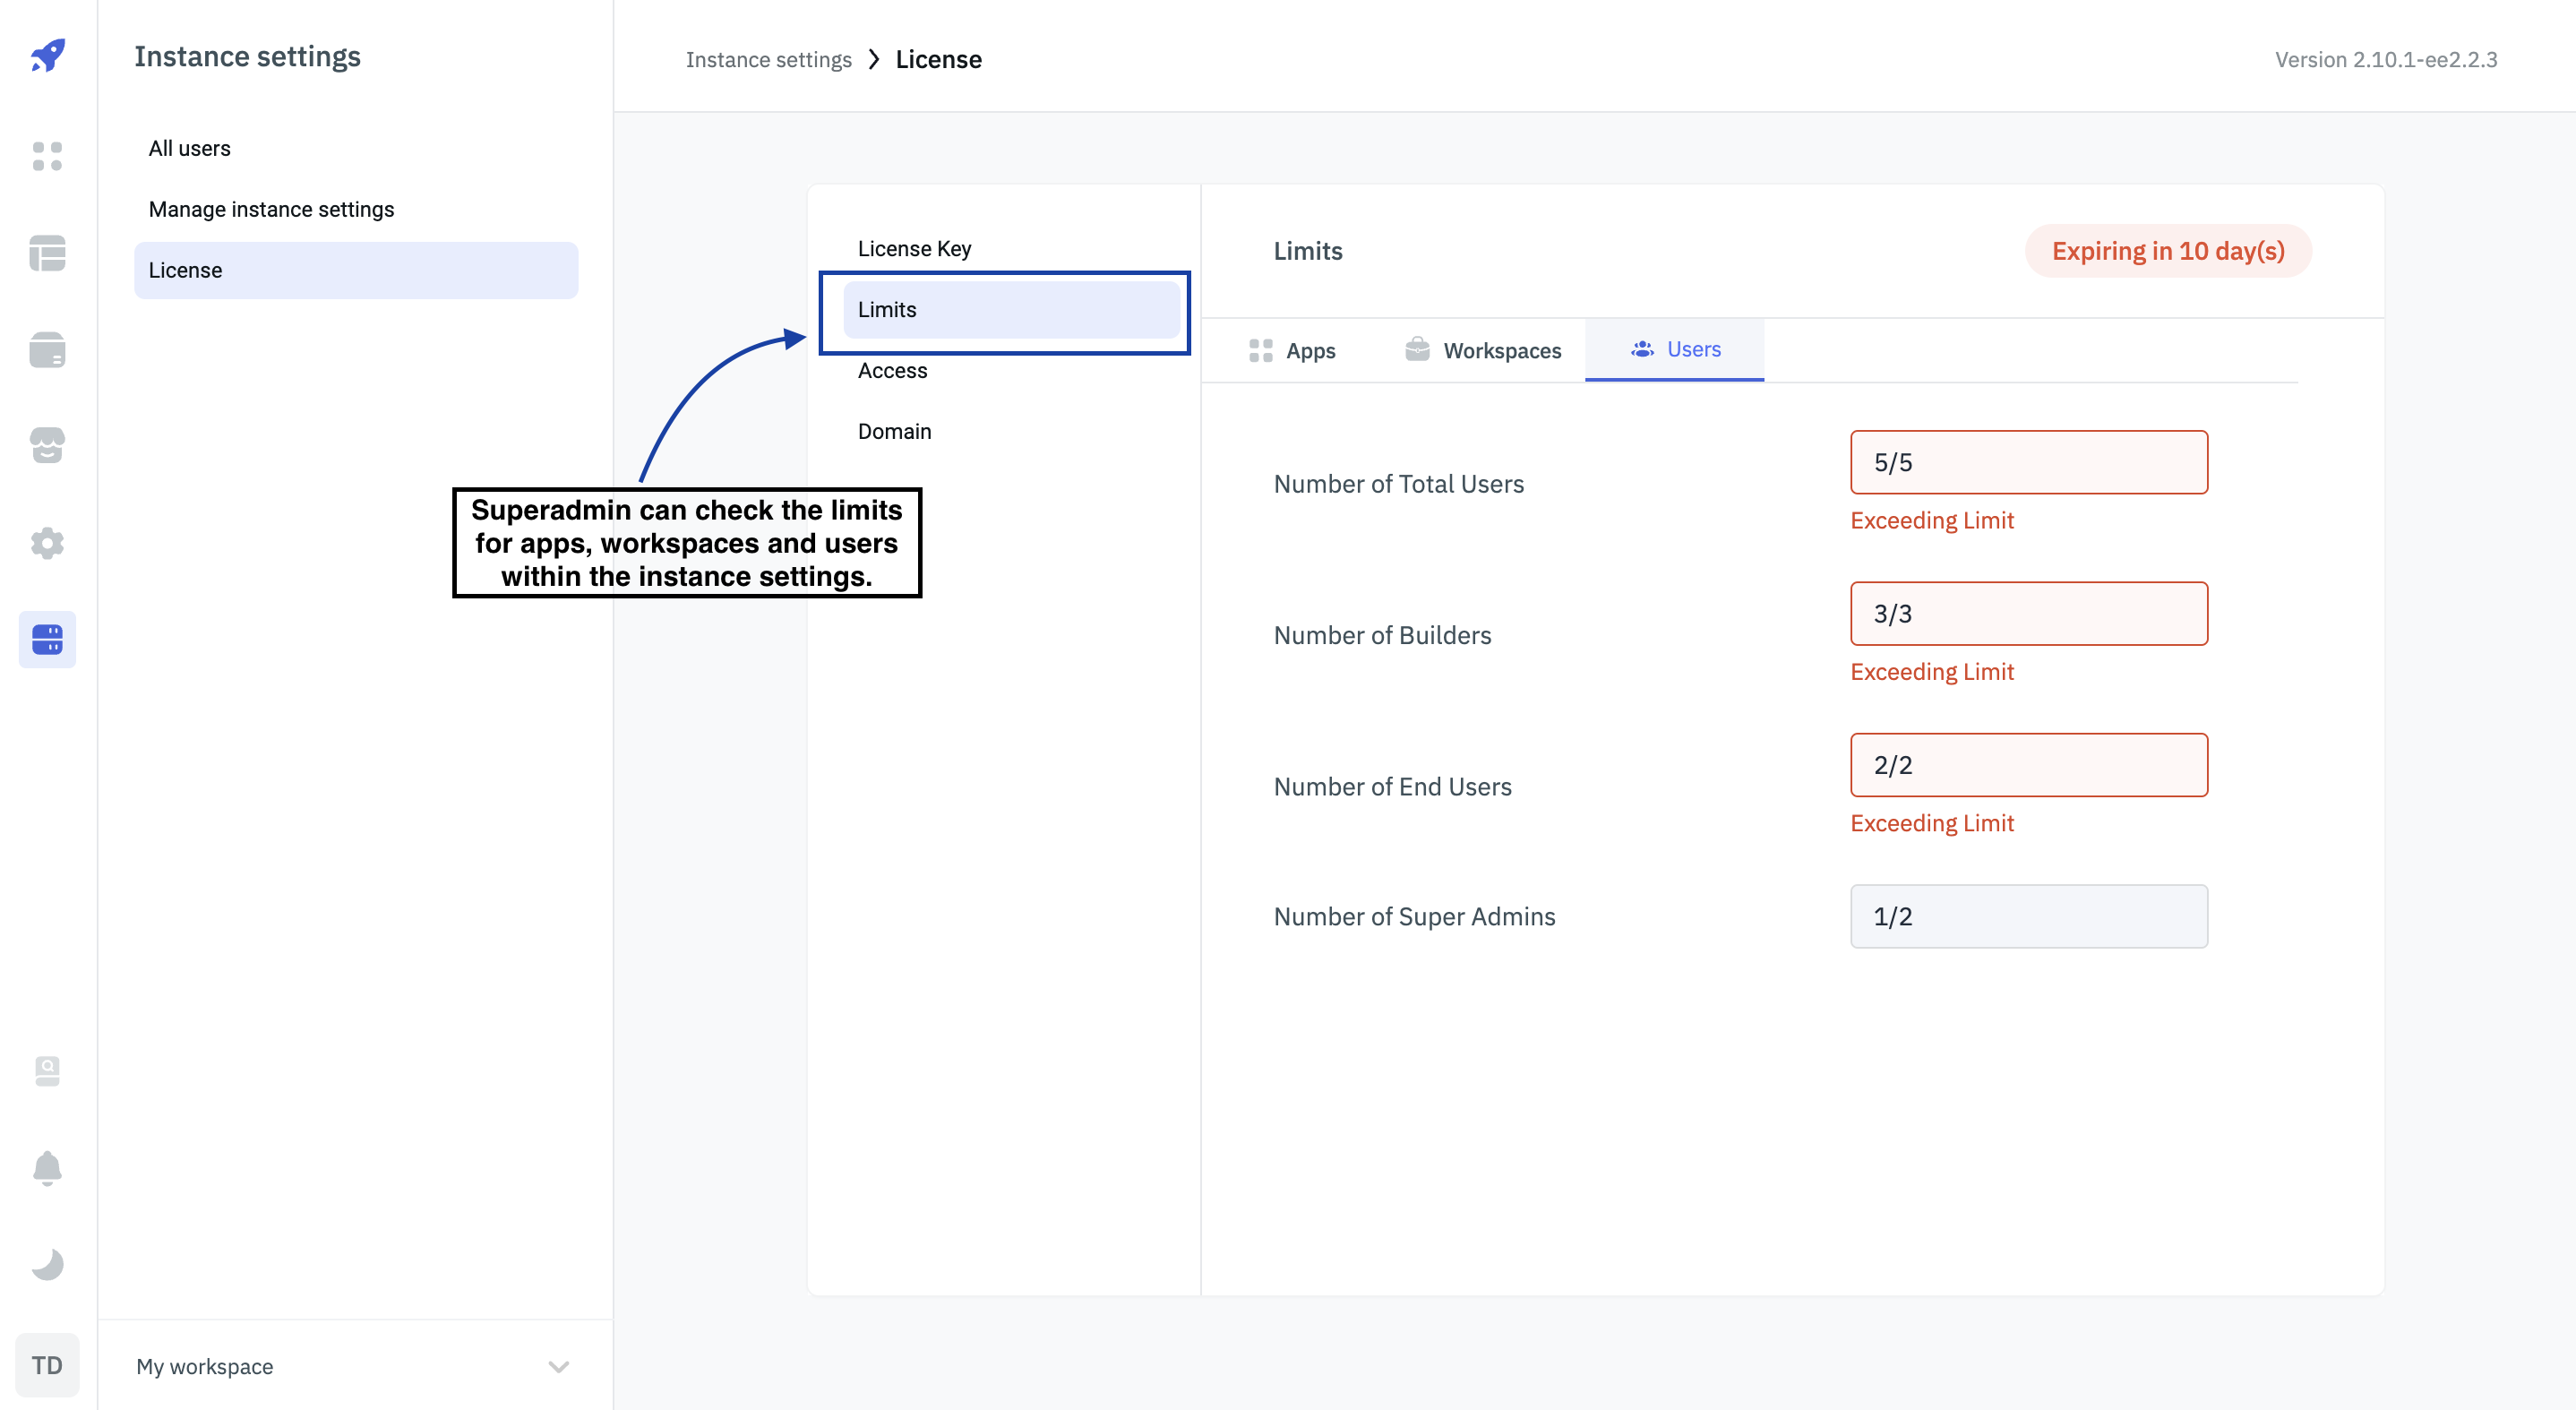 Instance settings
Instance settings > License
Version 2.10.1-ee2.2.3
All users
Manage instance settings
License
License Key
Limits
Access
Domain
Superadmin can check the limits
for apps, workspaces and users
within the instance settings.
Limits
Expiring in 10 day(s)
Apps
Workspaces
Users
Number of Total Users
5/5
Exceeding Limit
Number of Builders
3/3
Exceeding Limit
Number of End Users
2/2
Exceeding Limit
Number of Super Admins
1/2
TD
My workspace